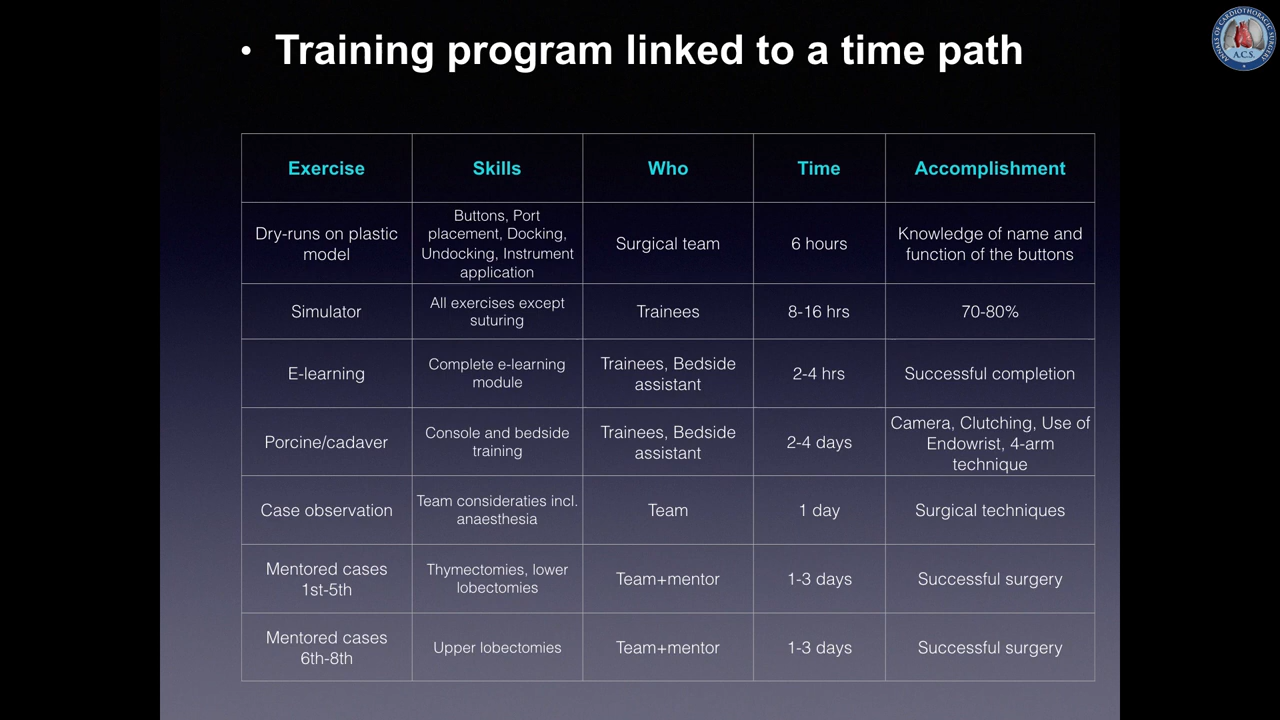 • Training program linked to a time path
Exercise Skills Who Time Accomplishment
Dry-runs on plastic
model
Buttons, Port
placement, Docking,
Undocking, Instrument
application
Surgical team
6 hours
Knowledge of name and
function of the buttons
Simulator
All exercises except
suturing
Trainees
8-16 hrs
70-80%
E-learning
Complete e-learning
module
Trainees, Bedside
assistant
2-4 hrs
Successful completion
Porcine/cadaver
Console and bedside
training
Trainees, Bedside
assistant
2-4 days
Camera, Clutching, Use of
Endowrist, 4-arm
technique
Case observation
Team consideraties incl.
anaesthesia
Team
1 day
Surgical techniques
Mentored cases
1st-5th
Thymectomies, lower
lobectomies
Team+mentor
1-3 days
Successful surgery
Mentored cases
6th-8th
Upper lobectomies
Team+mentor
1-3 days
Successful surgery
ANNALS OF CARDIOTHORACIC SURGERY
A.C.S.